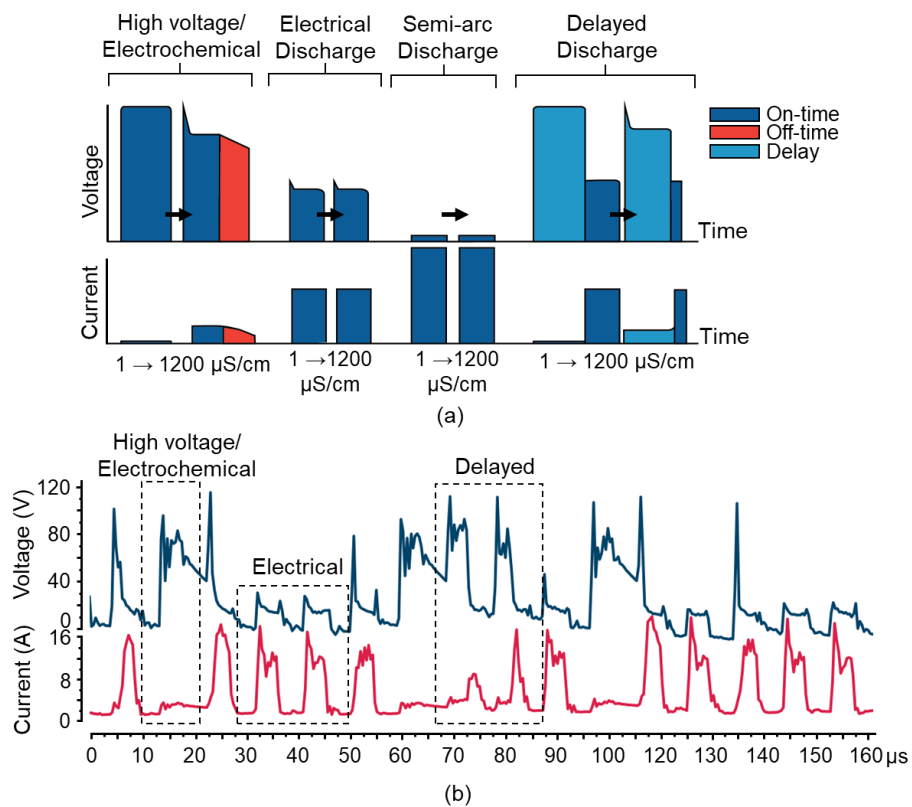 (a)
High voltage/
Electrochemical
Electrical
Discharge
Semi-arc
Discharge
Delayed
Discharge
Voltage
On-time
Off-time
Delay
Time
Current
Time
1 → 1200 µS/cm
1 →1200
µS/cm
1 →1200
µS/cm
1 → 1200 µS/cm
(a)
High voltage/
Electrochemical
Delayed
Electrical
Voltage (V)
120
80
40
0
Current (A)
16
8
4
0
0 10 20 30 40 50 60 70 80 90 100 110 120 130 140 150 160 µs
(b)